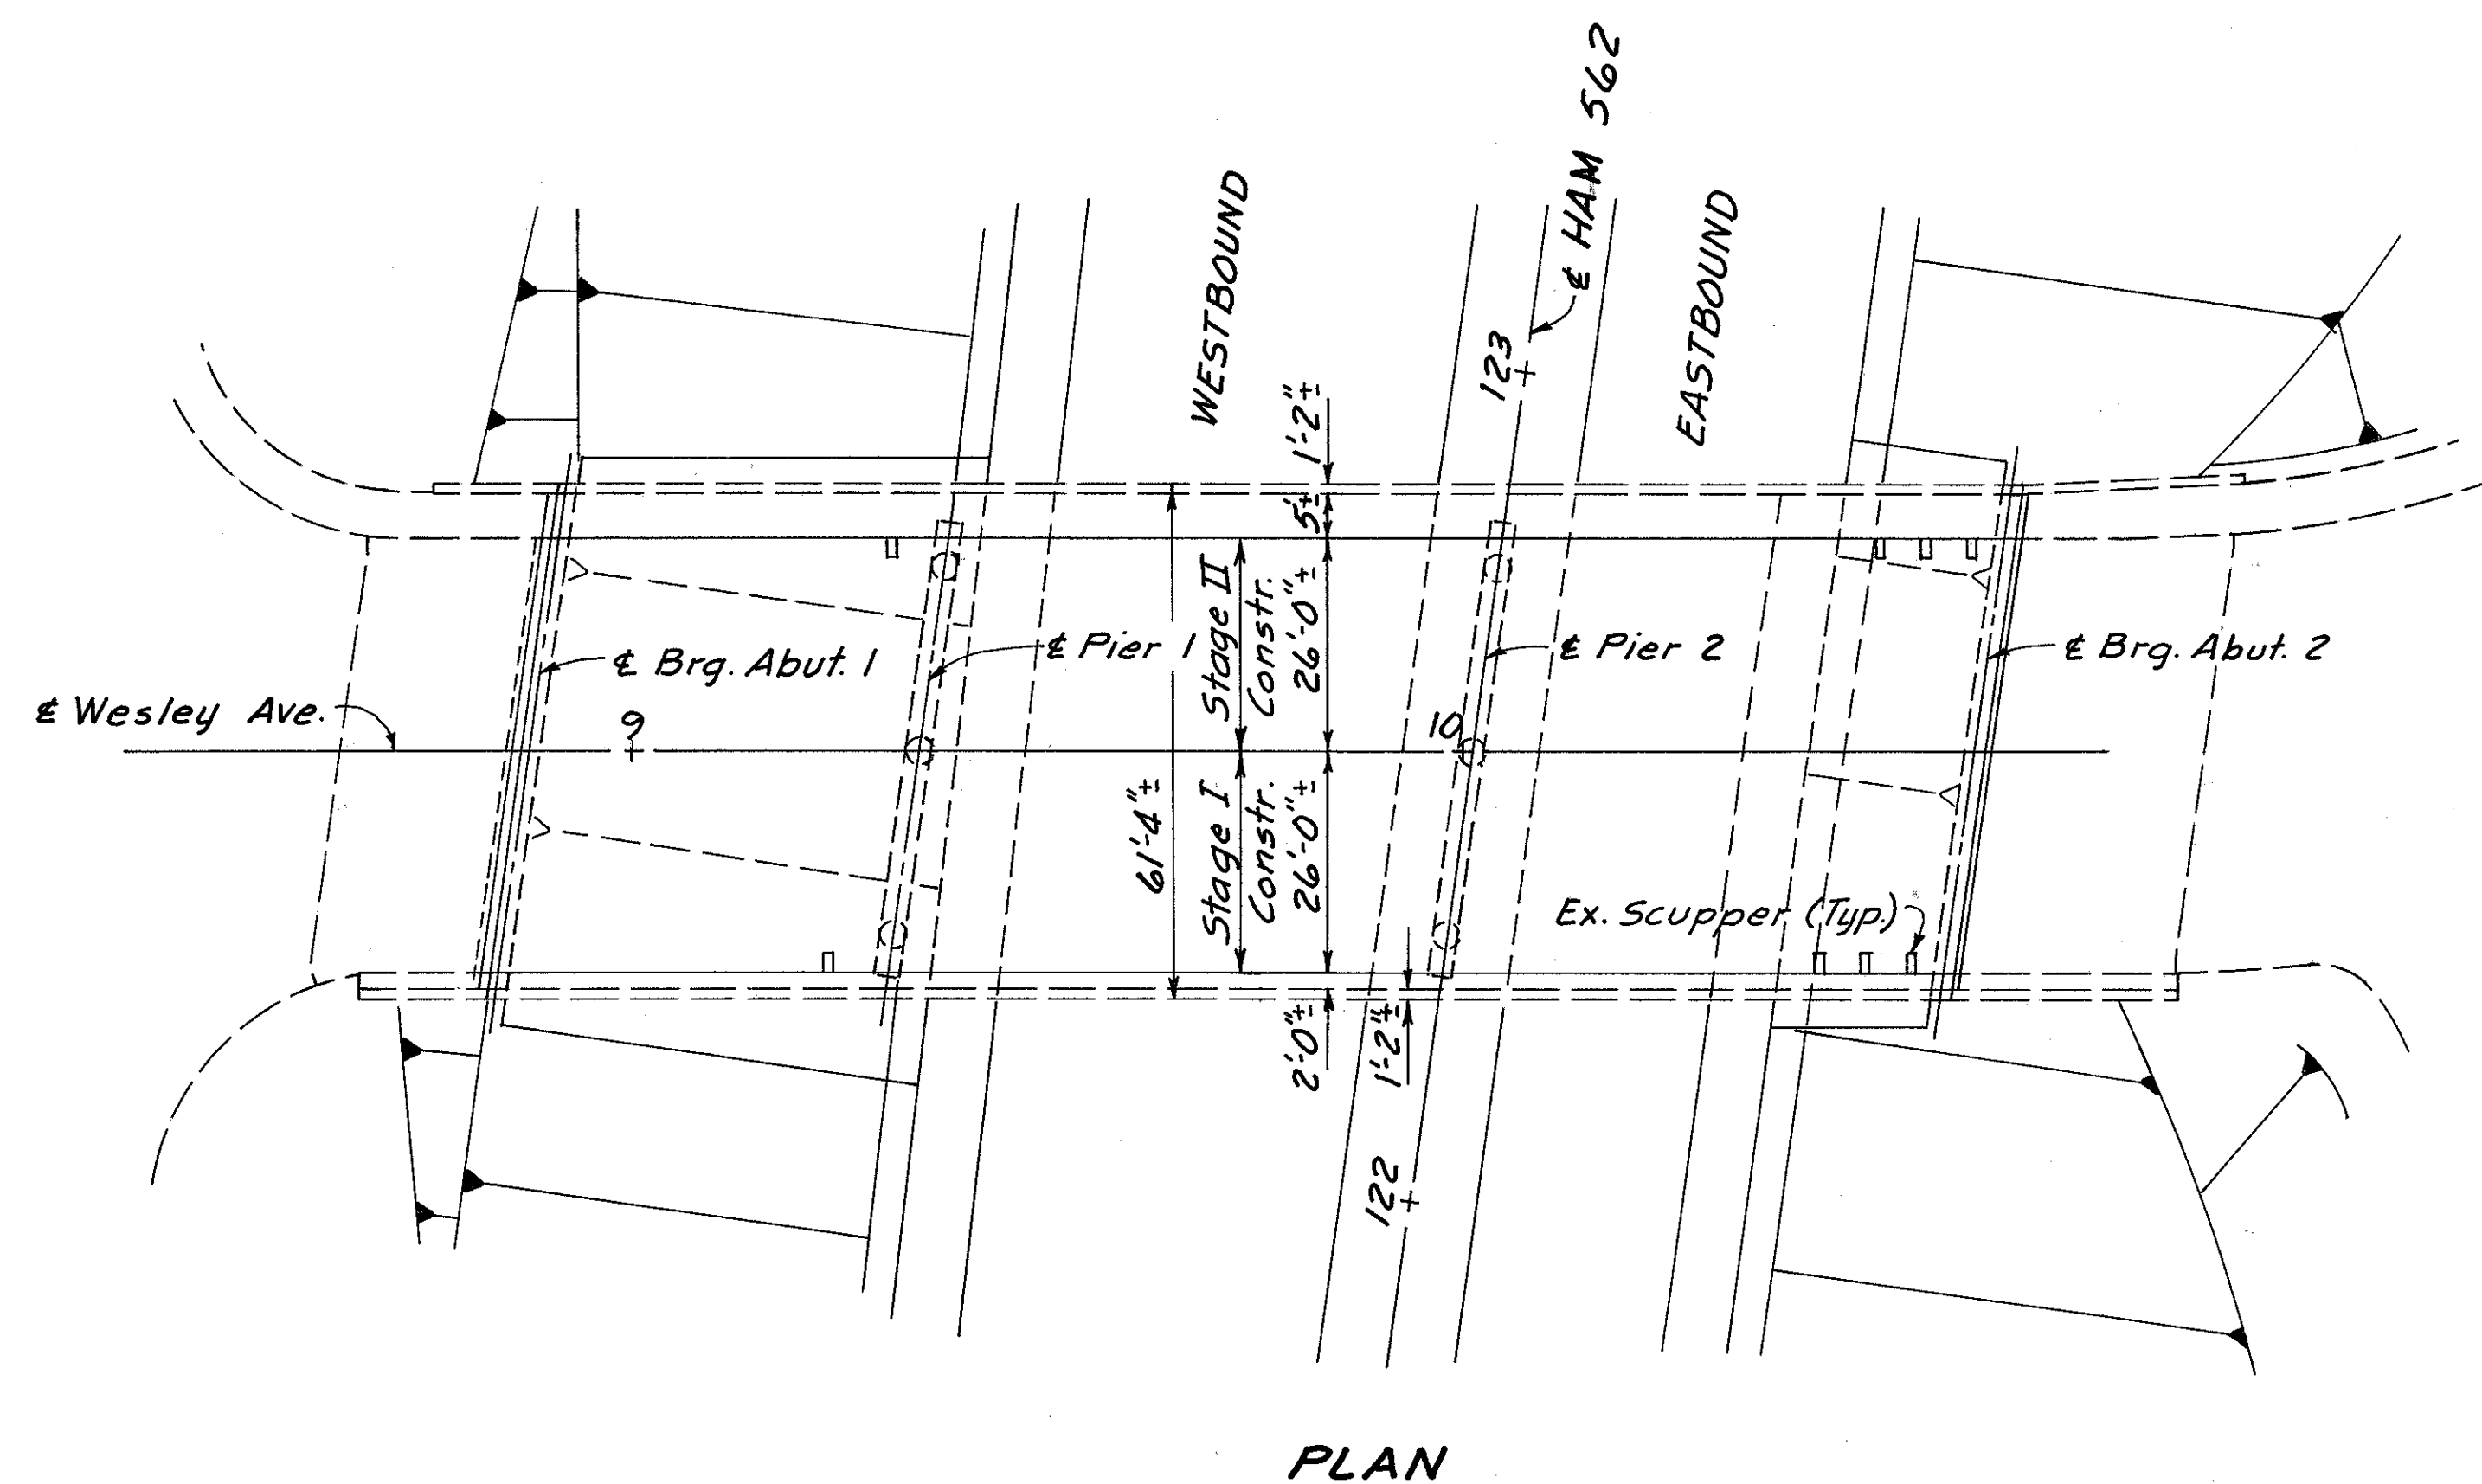 ℄ HAM 562
WESTBOUND
EASTBOUND
123
1'-2"±
5'±
Stage II
Constr.
26'-0"±
℄ Pier 1
℄ Pier 2
℄ Brg. Abut. 1
℄ Brg. Abut. 2
℄ Wesley Ave.
9
10
61'-4"±
Stage I
Constr.
26'-0"±
Ex. Scupper (Typ.)
2'-0"±
1'-2"±
122
PLAN